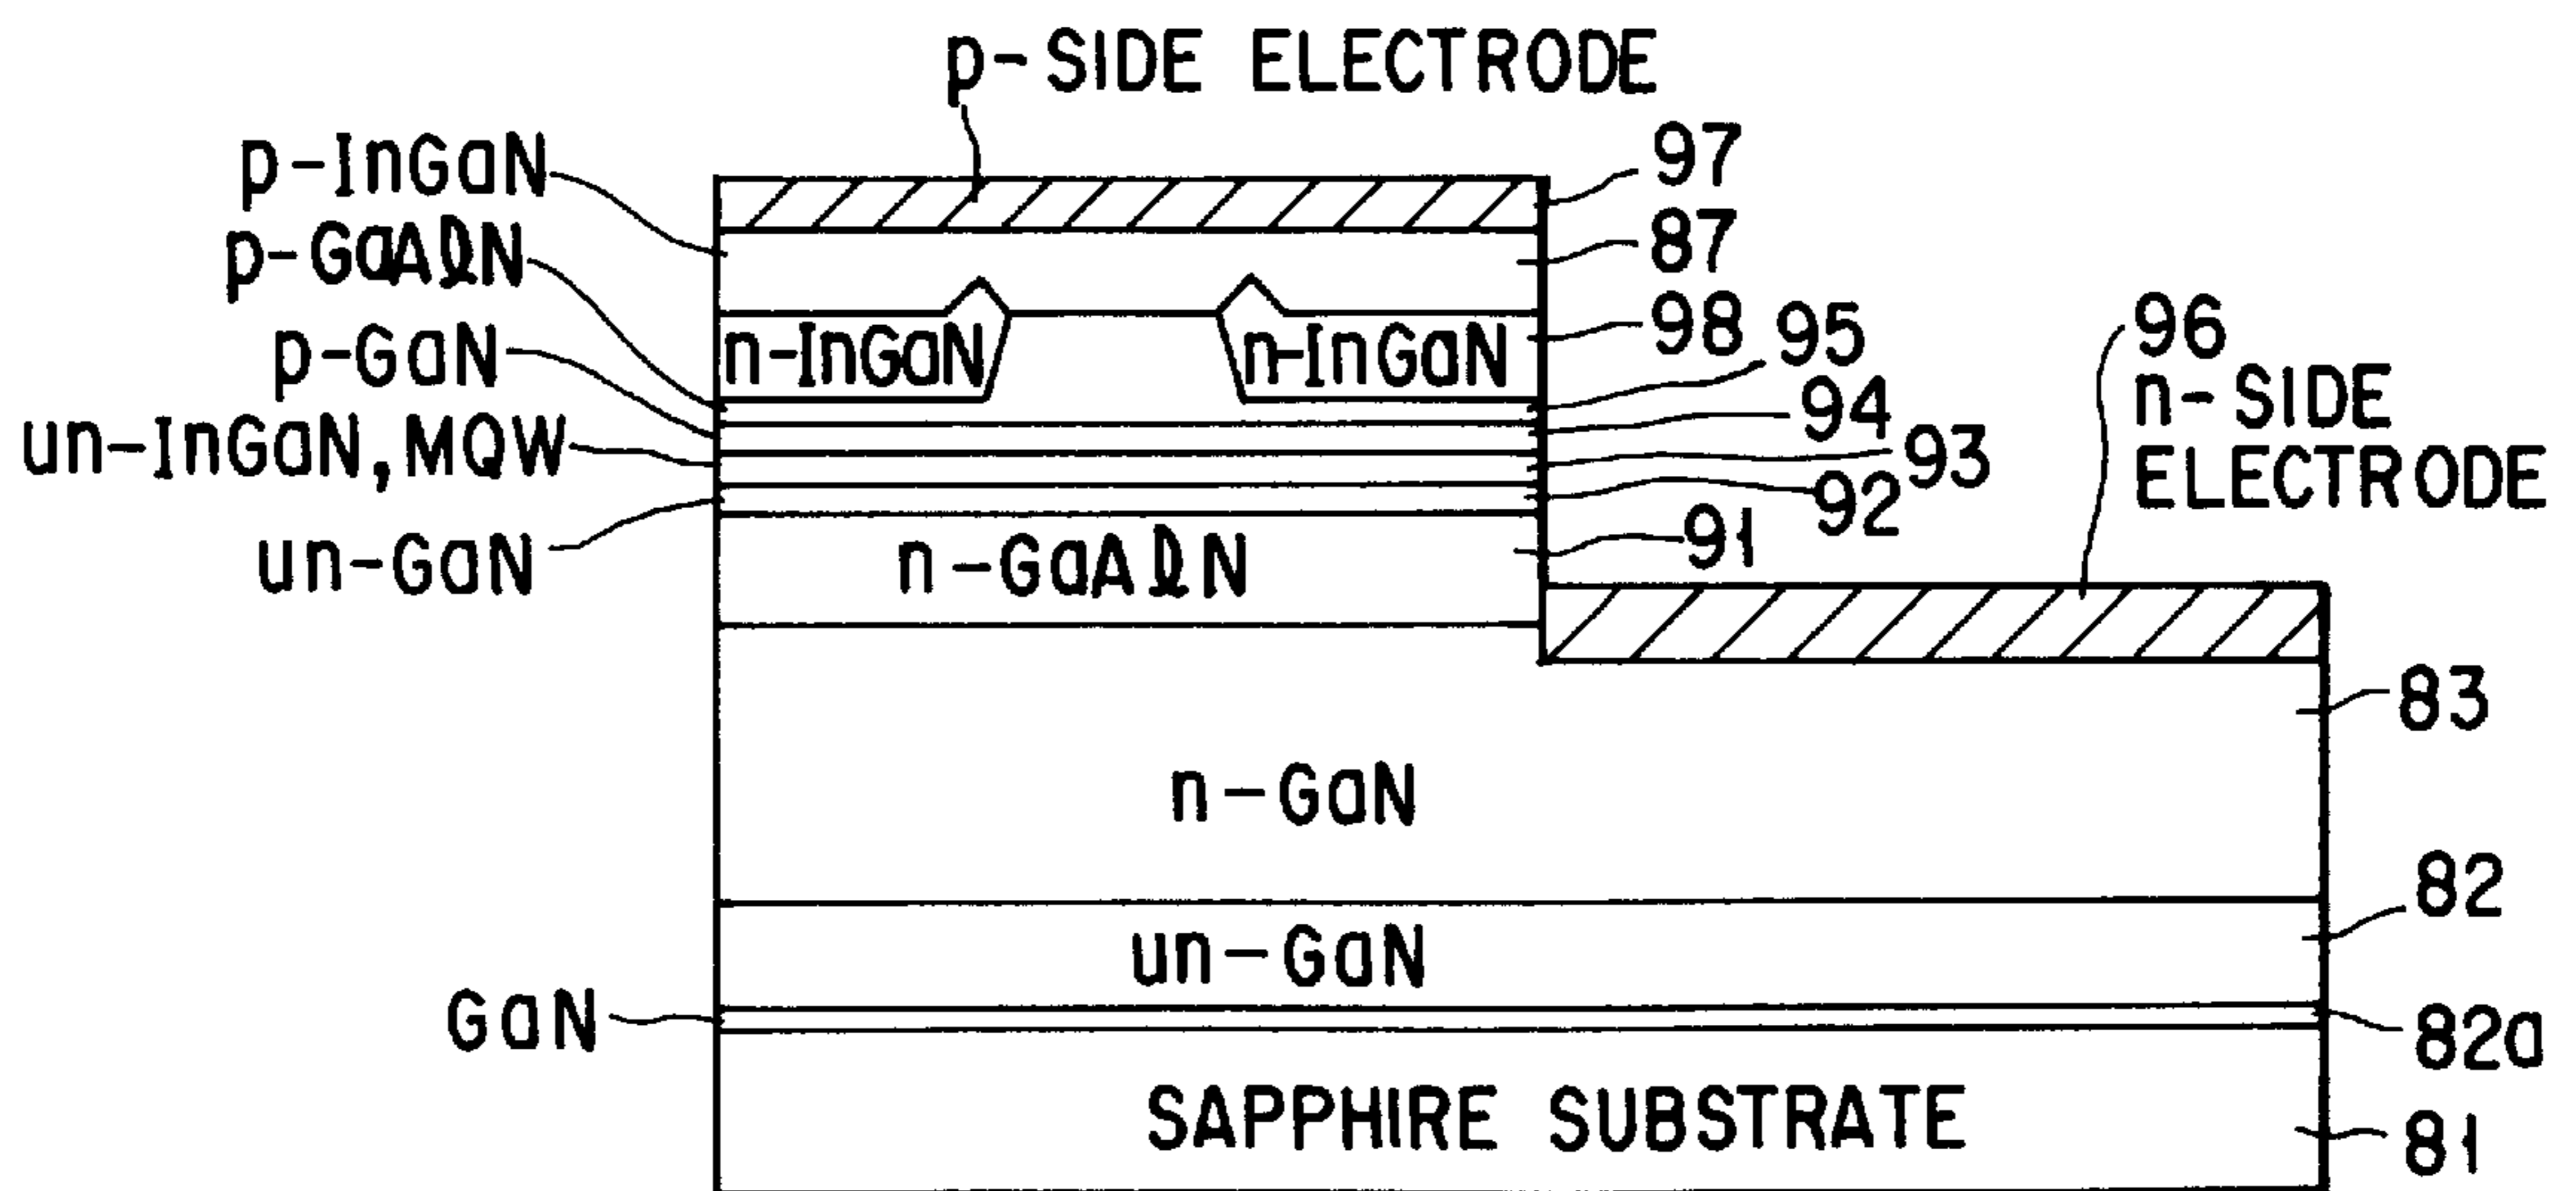 p-SIDE ELECTRODE
p-InGaN
97
p-GaAlN
87
p-GaN
n-InGaN
n-InGaN
98
95
96
n-SIDE
ELECTRODE
un-InGaN, MQW
94
93
92
un-GaN
n-GaAlN
91
83
n-GaN
82
un-GaN
GaN
82a
SAPPHIRE SUBSTRATE
81